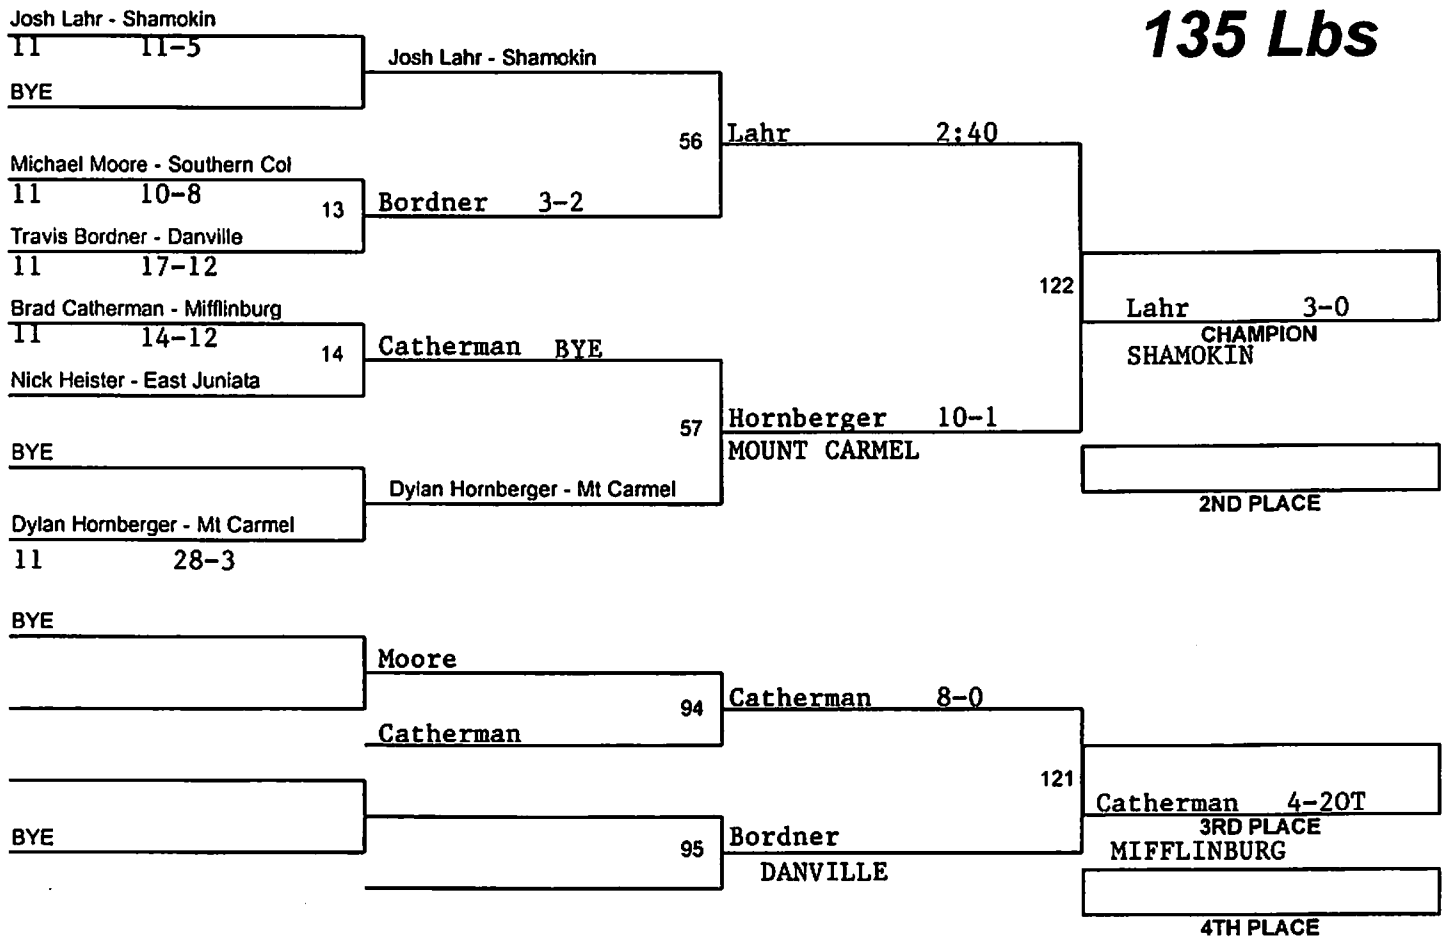 135 Lbs
Josh Lahr - Shamokin
11 11-5
BYE
Josh Lahr - Shamokin
Michael Moore - Southern Col
11 10-8
13
Travis Bordner - Danville
11 17-12
Bordner 3-2
56
Lahr 2:40
Brad Catherman - Mifflinburg
11 14-12
14
Nick Heister - East Juniata
Catherman BYE
BYE
Dylan Hornberger - Mt Carmel
11 28-3
Dylan Hornberger - Mt Carmel
57
Hornberger 10-1
MOUNT CARMEL
122
Lahr 3-0
CHAMPION
SHAMOKIN
2ND PLACE
BYE
Moore
Catherman
94
Catherman 8-0
BYE
95
Bordner
DANVILLE
121
Catherman 4-2OT
3RD PLACE
MIFFLINBURG
4TH PLACE